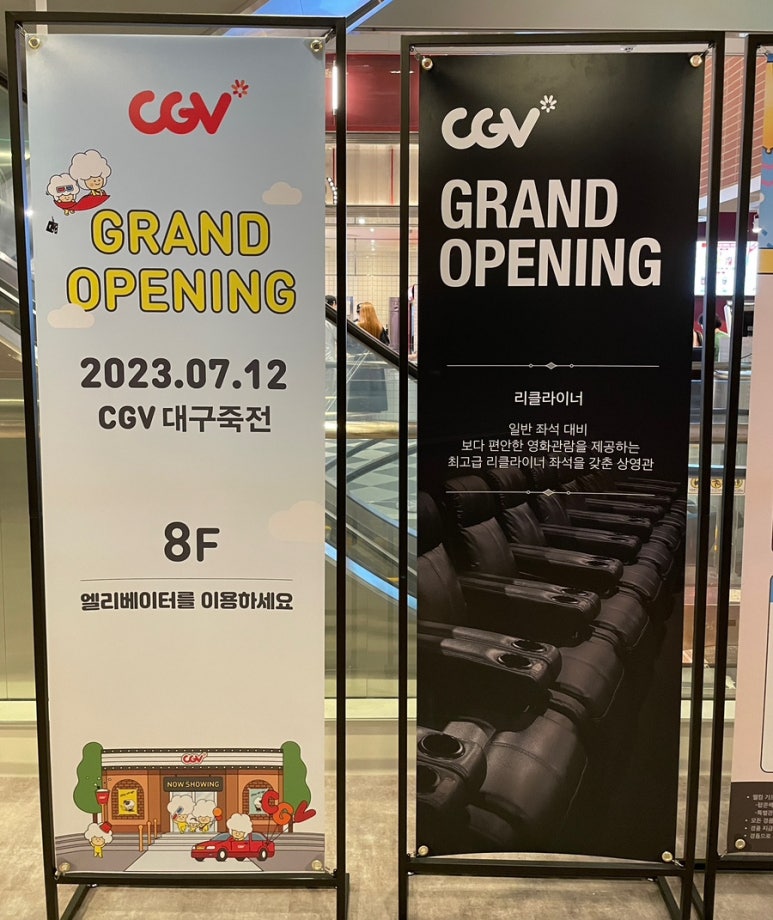 CGV
GRAND
OPENING
2023.07.12
CGV 대구죽전
8F
엘리베이터를 이용하세요
CGV
NOW SHOWING
CGV
CGV
GRAND
OPENING
리클라이너
일반 좌석 대비
보다 편안한 영화관람을 제공하는
최고급 리클라이너 좌석을 갖춘 상영관